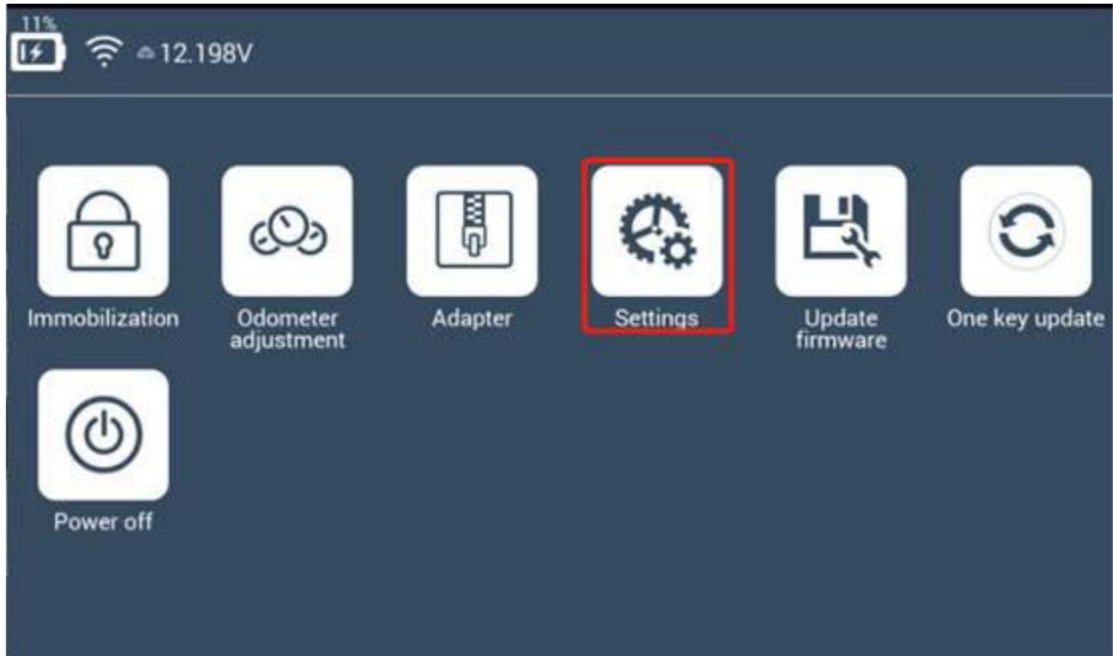 11%
12.198V
Immobilization
Odometer
adjustment
Adapter
Settings
Update
firmware
One key update
Power off